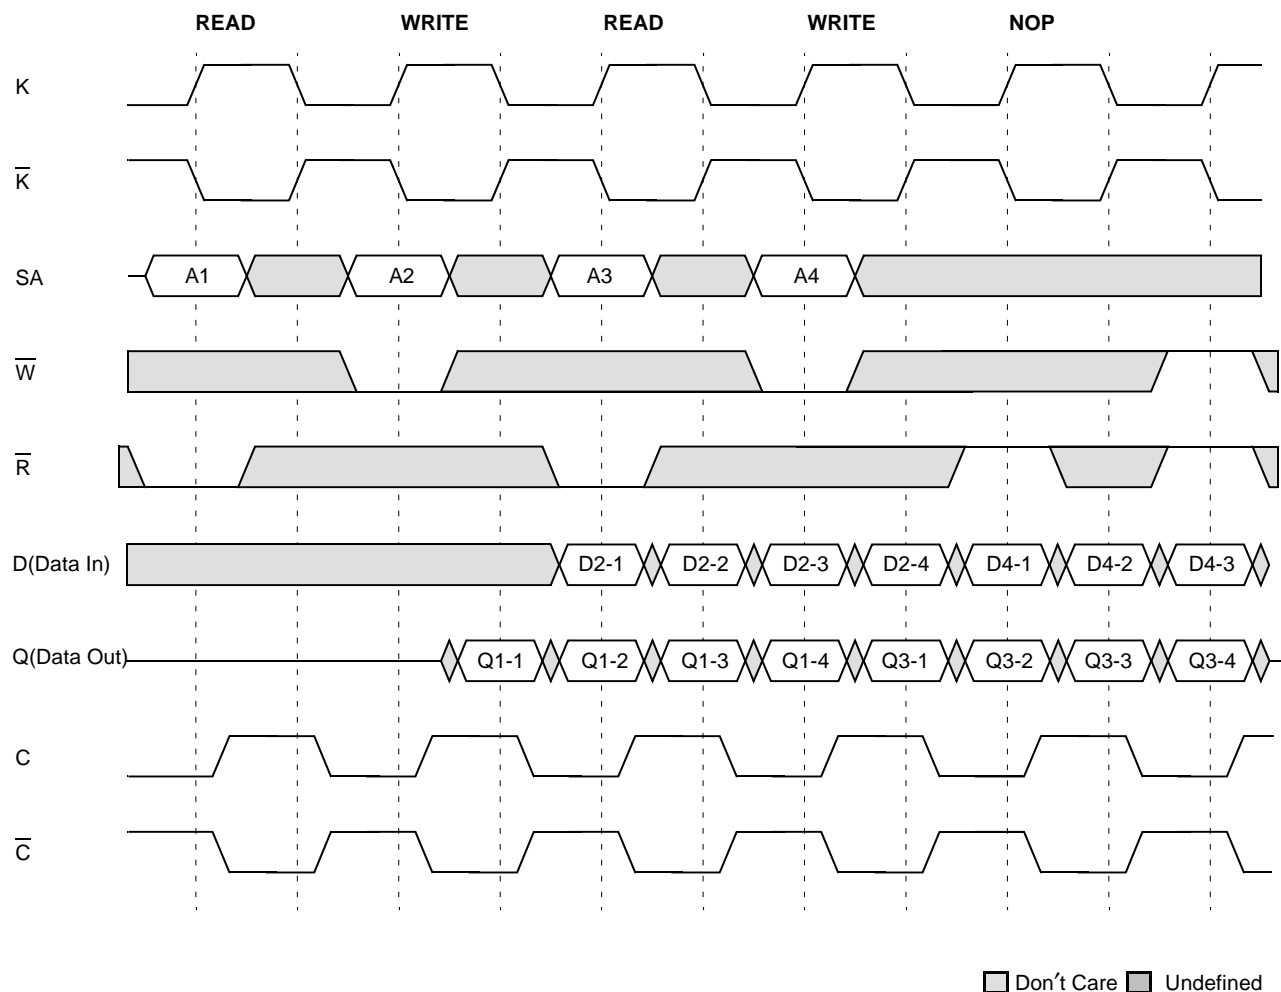 READ WRITE READ WRITE NOP
K
K̅
SA A1 A2 A3 A4
W̅
R̅
D(Data In) D2-1 D2-2 D2-3 D2-4 D4-1 D4-2 D4-3
Q(Data Out) Q1-1 Q1-2 Q1-3 Q1-4 Q3-1 Q3-2 Q3-3 Q3-4
C
C̅
Don′t Care Undefined